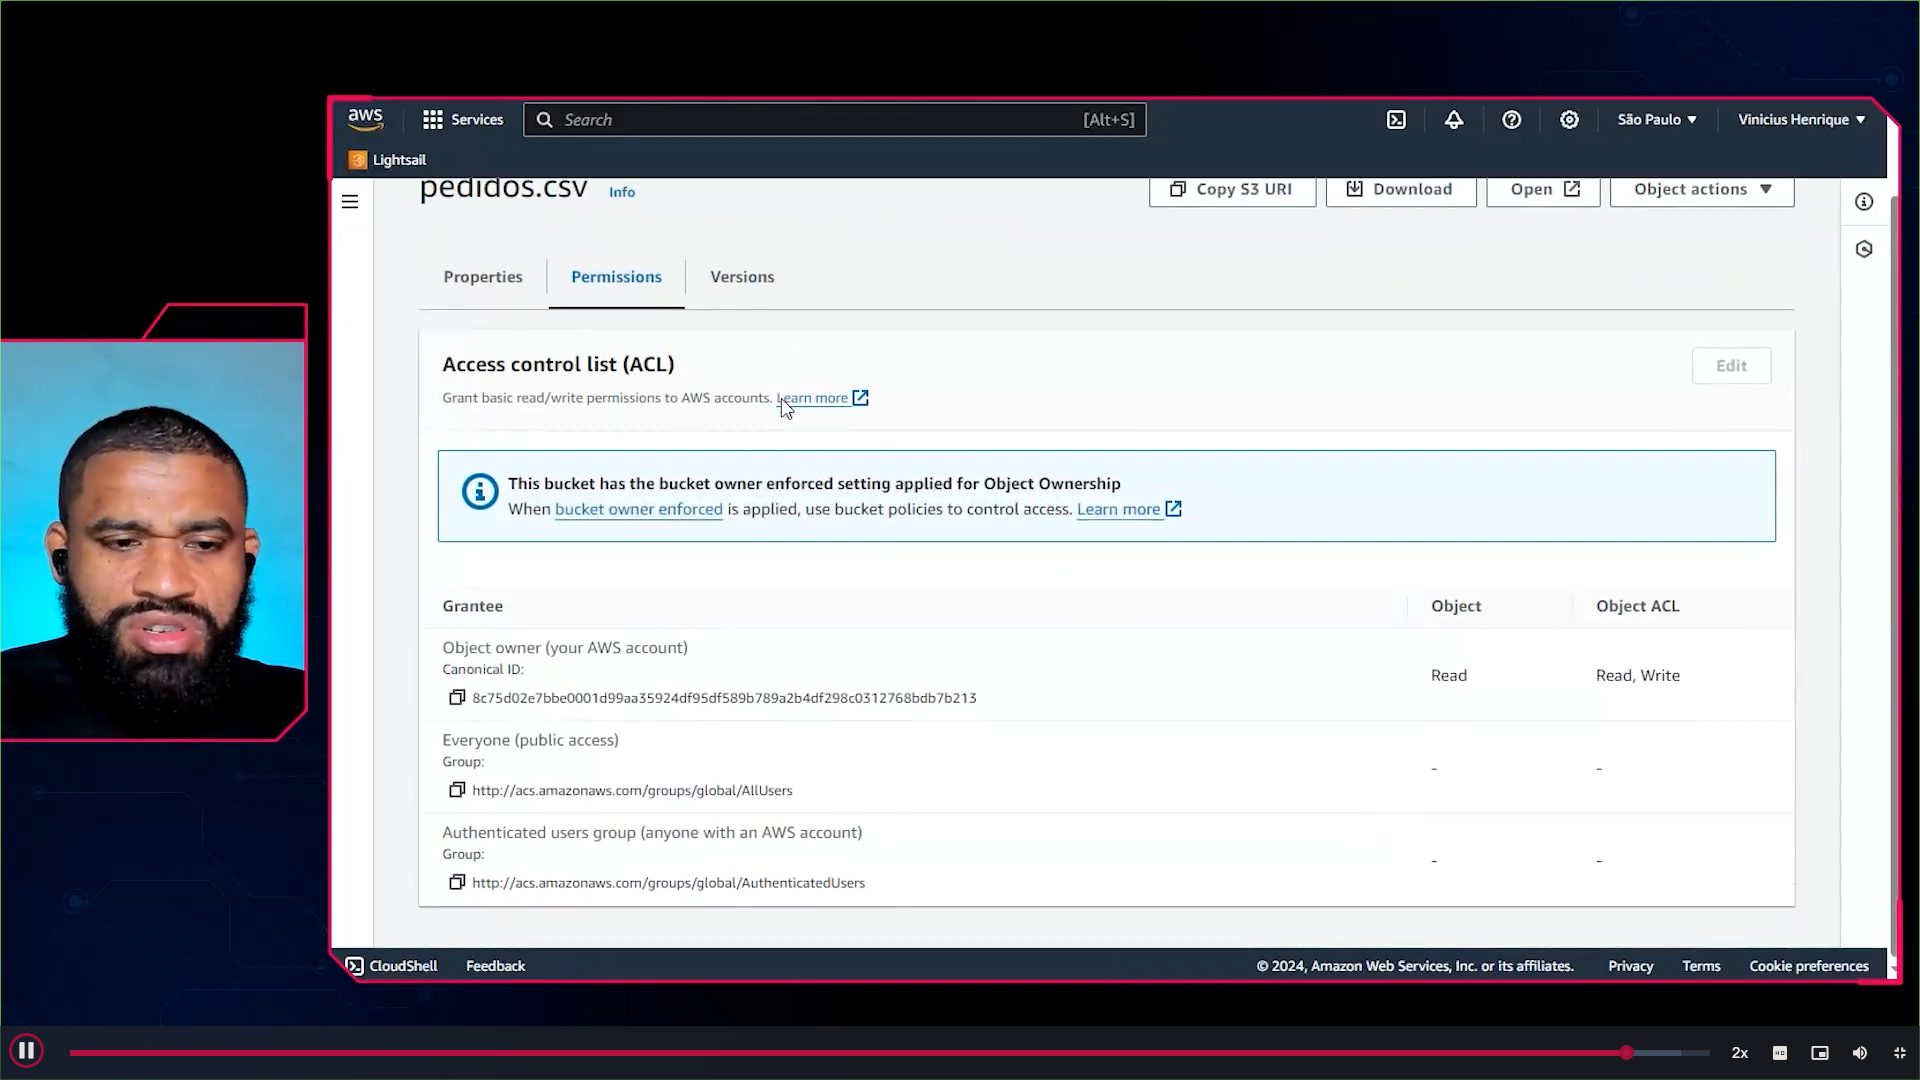 aws
Services
Search
[Alt+S]
São Paulo
Vinicius Henrique
Lightsail
pedidos.csv
Info
Copy S3 URI
Download
Open
Object actions
Properties
Permissions
Versions
Access control list (ACL)
Edit
Grant basic read/write permissions to AWS accounts. Learn more
This bucket has the bucket owner enforced setting applied for Object Ownership
When bucket owner enforced is applied, use bucket policies to control access. Learn more
Grantee
Object
Object ACL
Object owner (your AWS account)
Canonical ID:
8c75d02e7bbe0001d99aa35924df95df589b789a2b4df298c0312768bdb7b213
Read
Read, Write
Everyone (public access)
Group:
http://acs.amazonaws.com/groups/global/AllUsers
-
-
Authenticated users group (anyone with an AWS account)
Group:
http://acs.amazonaws.com/groups/global/AuthenticatedUsers
-
-
CloudShell
Feedback
© 2024, Amazon Web Services, Inc. or its affiliates.
Privacy
Terms
Cookie preferences
2x
HD